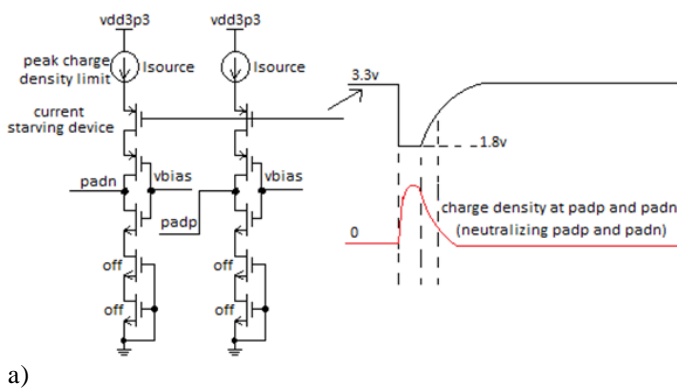 vdd3p3 vdd3p3
peak charge
density limit
Isource Isource
3.3v
current
starving device
1.8v
padn vbias vbias
padp
charge density at padp and padn
(neutralizing padp and padn)
0
off off
off off
a)